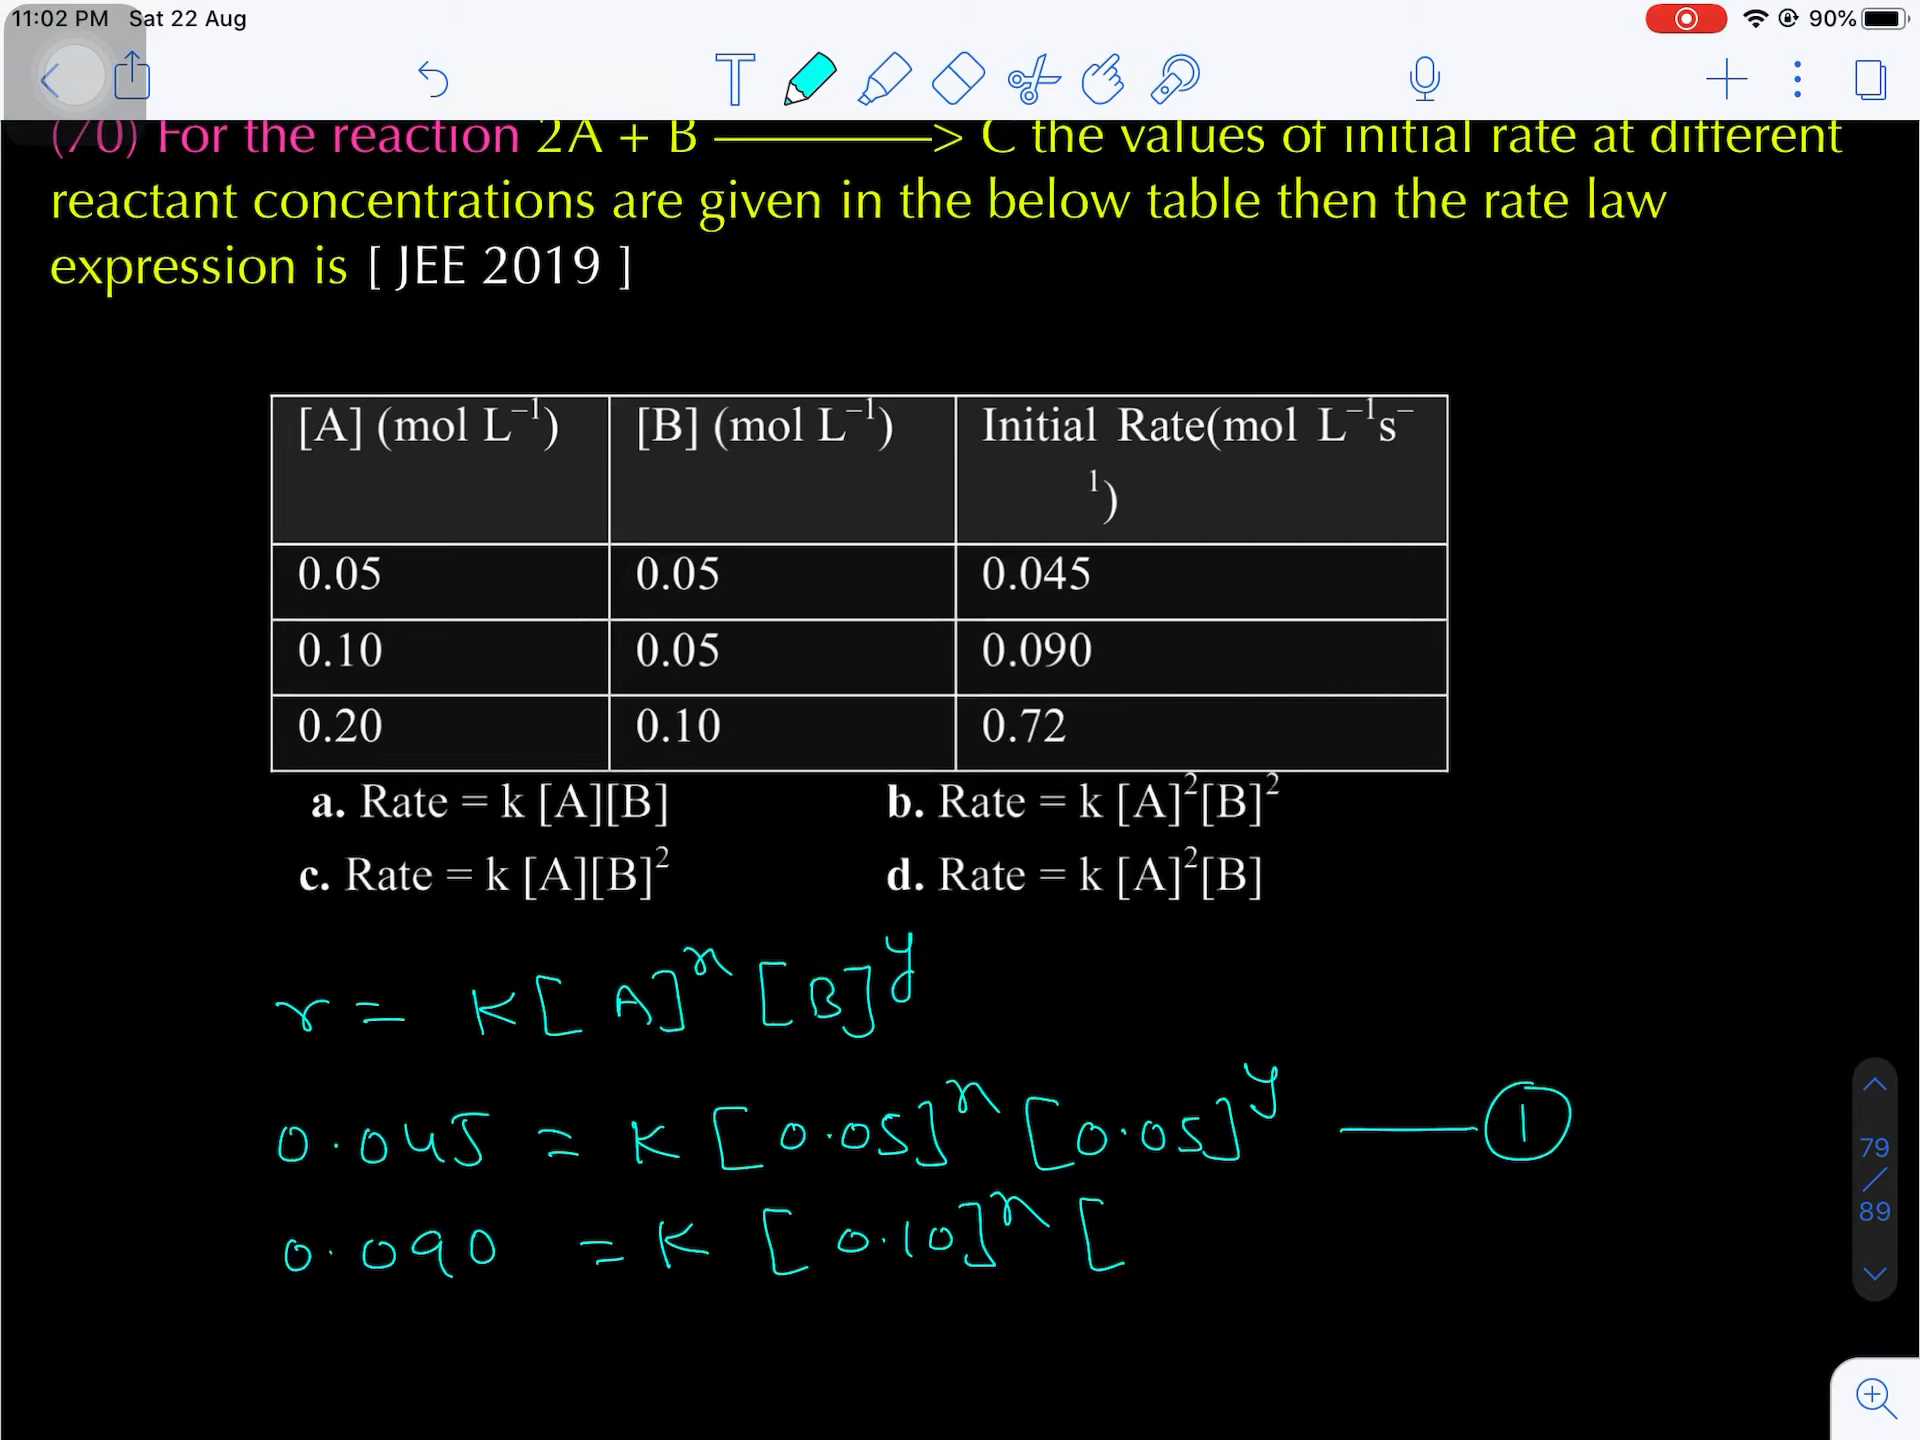 11:02 PM Sat 22 Aug
90%
T
(70) For the reaction 2A + B ————> C the values of initial rate at different
reactant concentrations are given in the below table then the rate law
expression is [ JEE 2019 ]
[A] (mol L⁻¹) [B] (mol L⁻¹) Initial Rate(mol L⁻¹s⁻
¹)
0.05 0.05 0.045
0.10 0.05 0.090
0.20 0.10 0.72
a. Rate = k [A][B] b. Rate = k [A]²[B]²
c. Rate = k [A][B]² d. Rate = k [A]²[B]
r = K[A]ˣ [B]ʸ
0.045 = K [0.05]ˣ [0.05]ʸ —— 1
0.090 = K [0.10]ˣ [
79
/
89